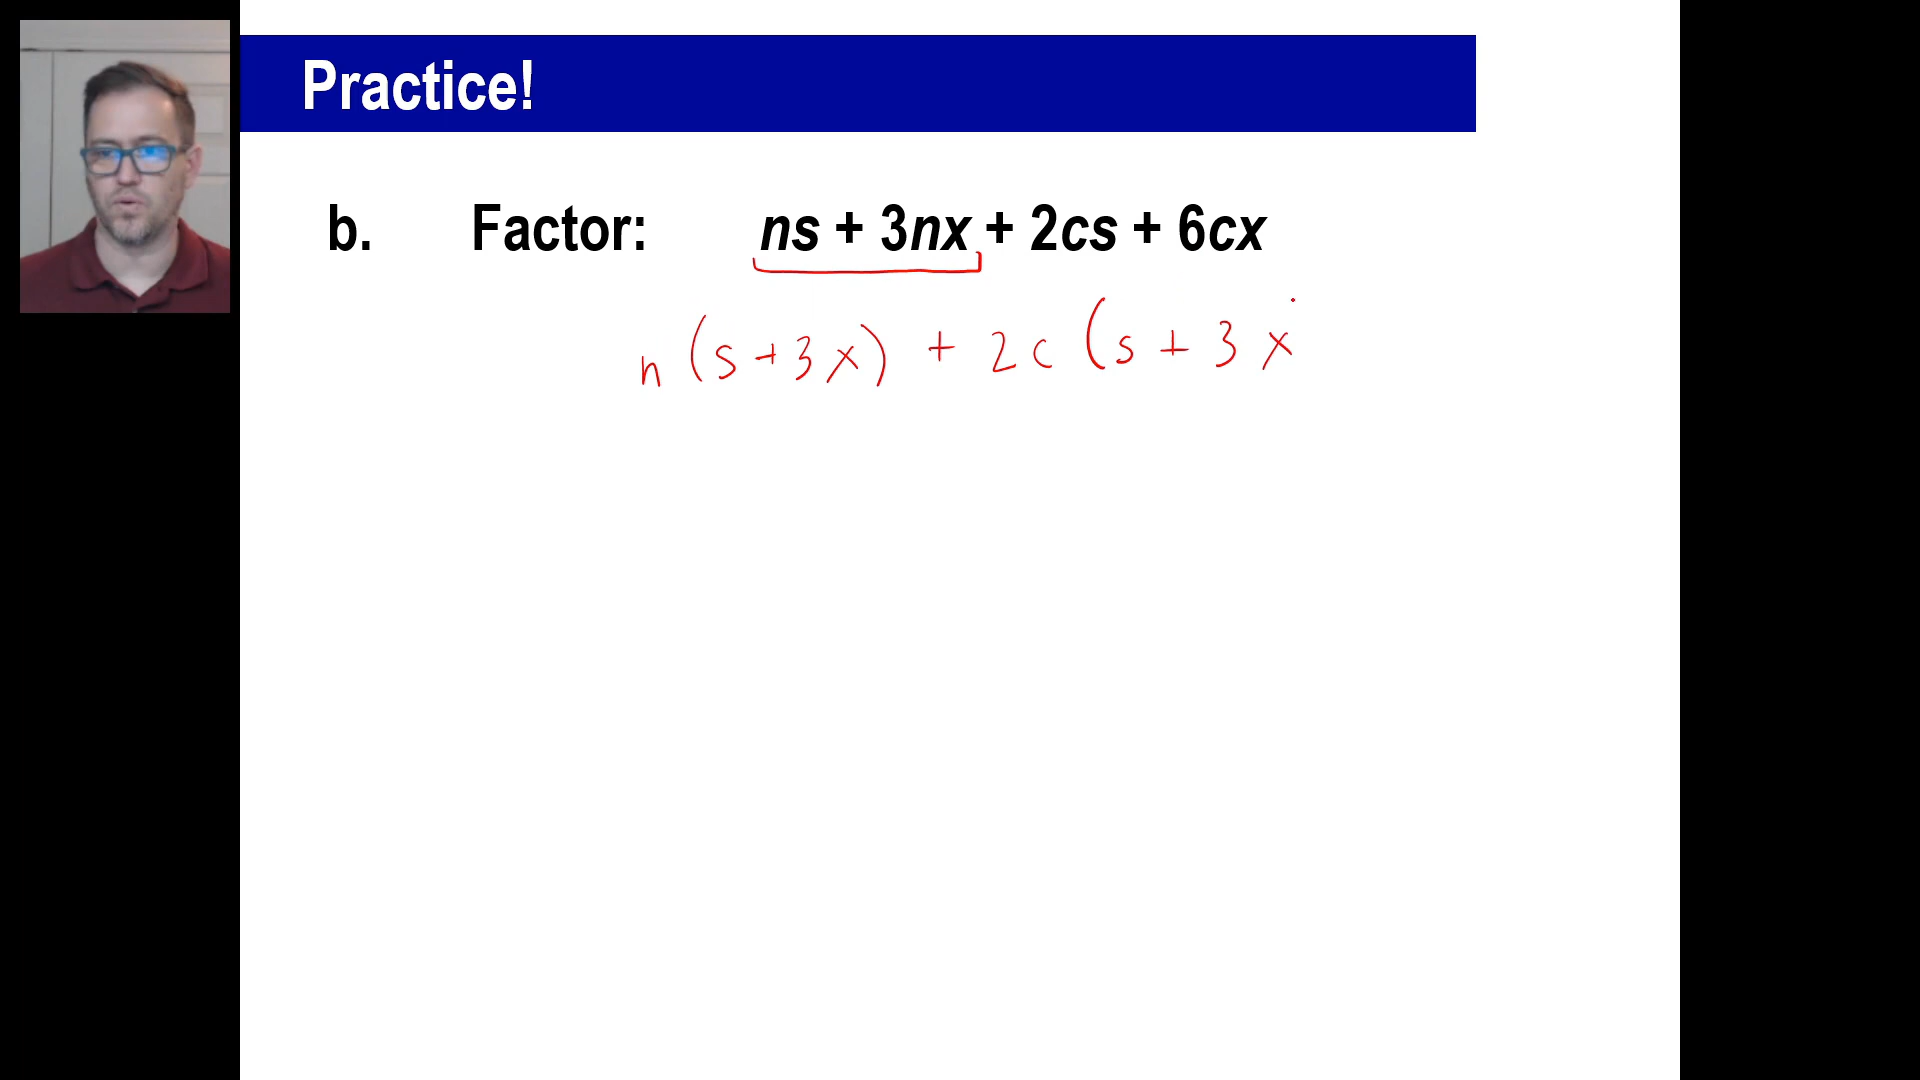 Practice!
b. Factor: ns + 3nx + 2cs + 6cx
n (s + 3x) + 2c (s + 3x